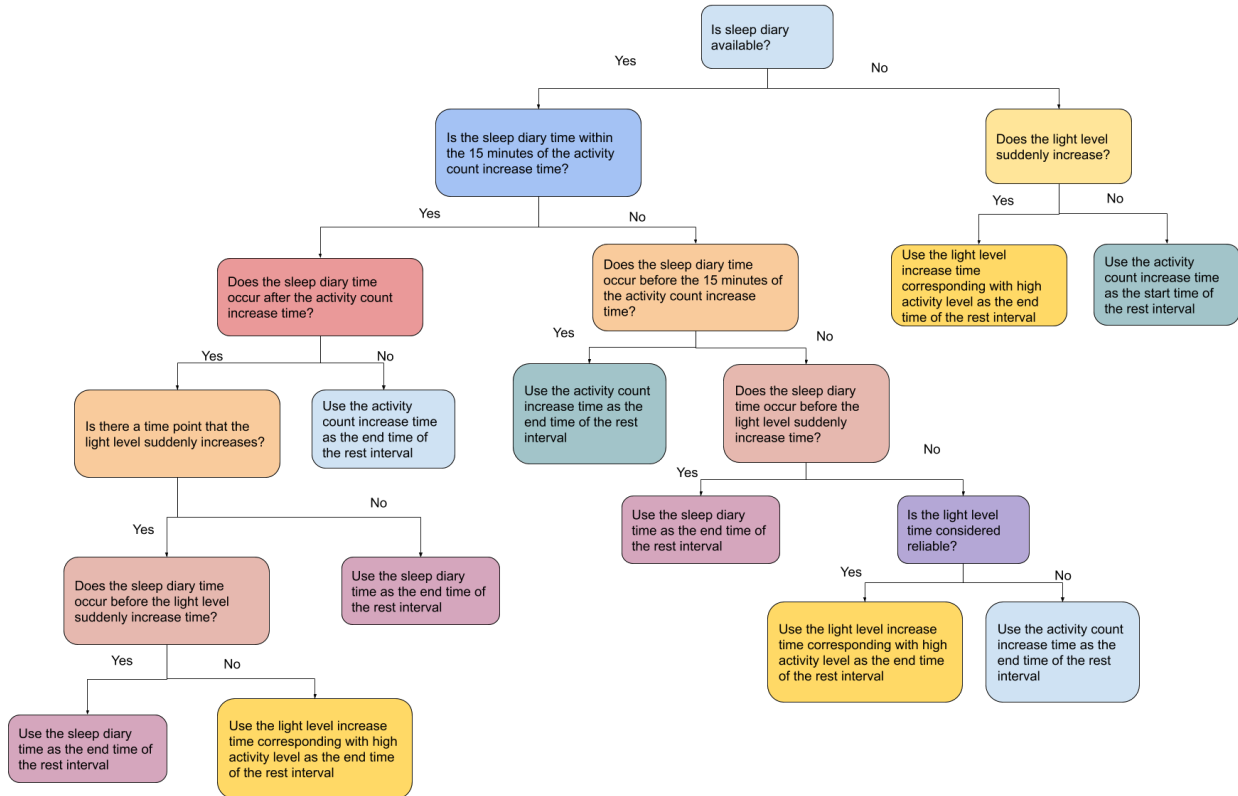 Is sleep diary
available?
Yes
No
Is the sleep diary time within
the 15 minutes of the activity
count increase time?
Does the light level
suddenly increase?
Yes
No
Yes
No
Does the sleep diary time
occur after the activity count
increase time?
Does the sleep diary time
occur before the 15 minutes of
the activity count increase
time?
Use the light level
increase time
corresponding with high
activity level as the end
time of the rest interval
Use the activity
count increase time
as the start time of
the rest interval
Yes
No
Yes
No
Is there a time point that the
light level suddenly increases?
Use the activity
count increase time
as the end time of
the rest interval
Use the activity count
increase time as the
end time of the rest
interval
Does the sleep diary
time occur before the
light level suddenly
increase time?
Yes
No
Yes
No
Does the sleep diary time
occur before the light level
suddenly increase time?
Use the sleep diary
time as the end time of
the rest interval
Use the sleep diary
time as the end time of
the rest interval
Is the light level
time considered
reliable?
Yes
No
Yes
No
Use the sleep diary
time as the end time of the
rest interval
Use the light level increase
time corresponding with high
activity level as the end time
of the rest interval
Use the light level increase
time corresponding with high
activity level as the end time
of the rest interval
Use the activity count
increase time as the
end time of the rest
interval